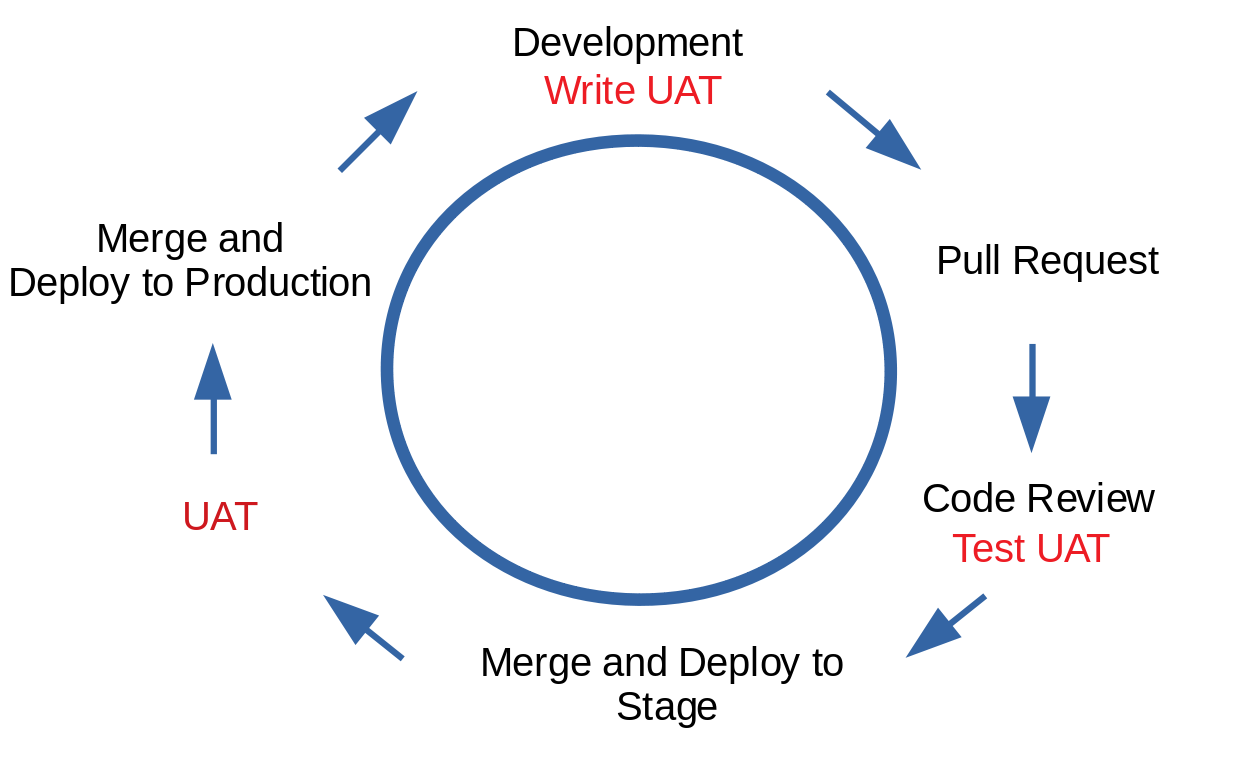 Development
Write UAT
Merge and
Deploy to Production
Pull Request
Code Review
Test UAT
UAT
Merge and Deploy to
Stage